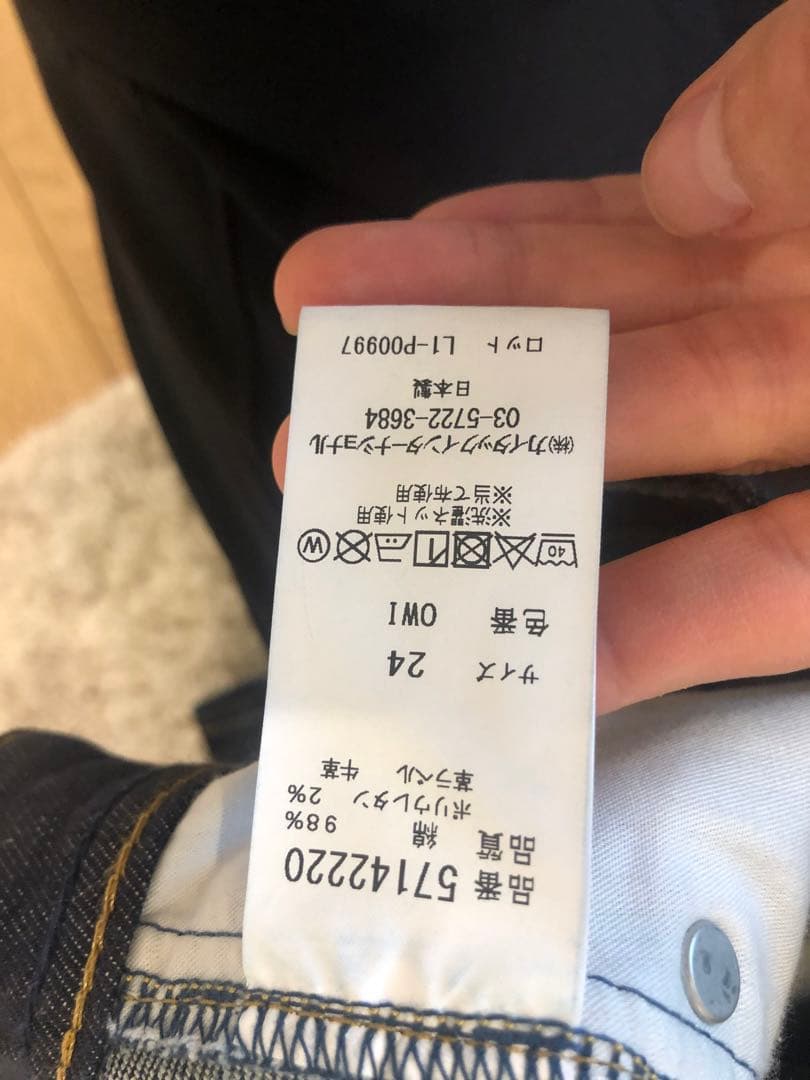 品番 57142220
品質 綿 98%
ポリウレタン 2%
革ラベル 牛革
サイズ 24
色番 OWI
40 W
※洗濯ネット使用
※当て布使用
㈱カイタックインターナショナル
03-5722-3684
日本製
ロット L1-P00997